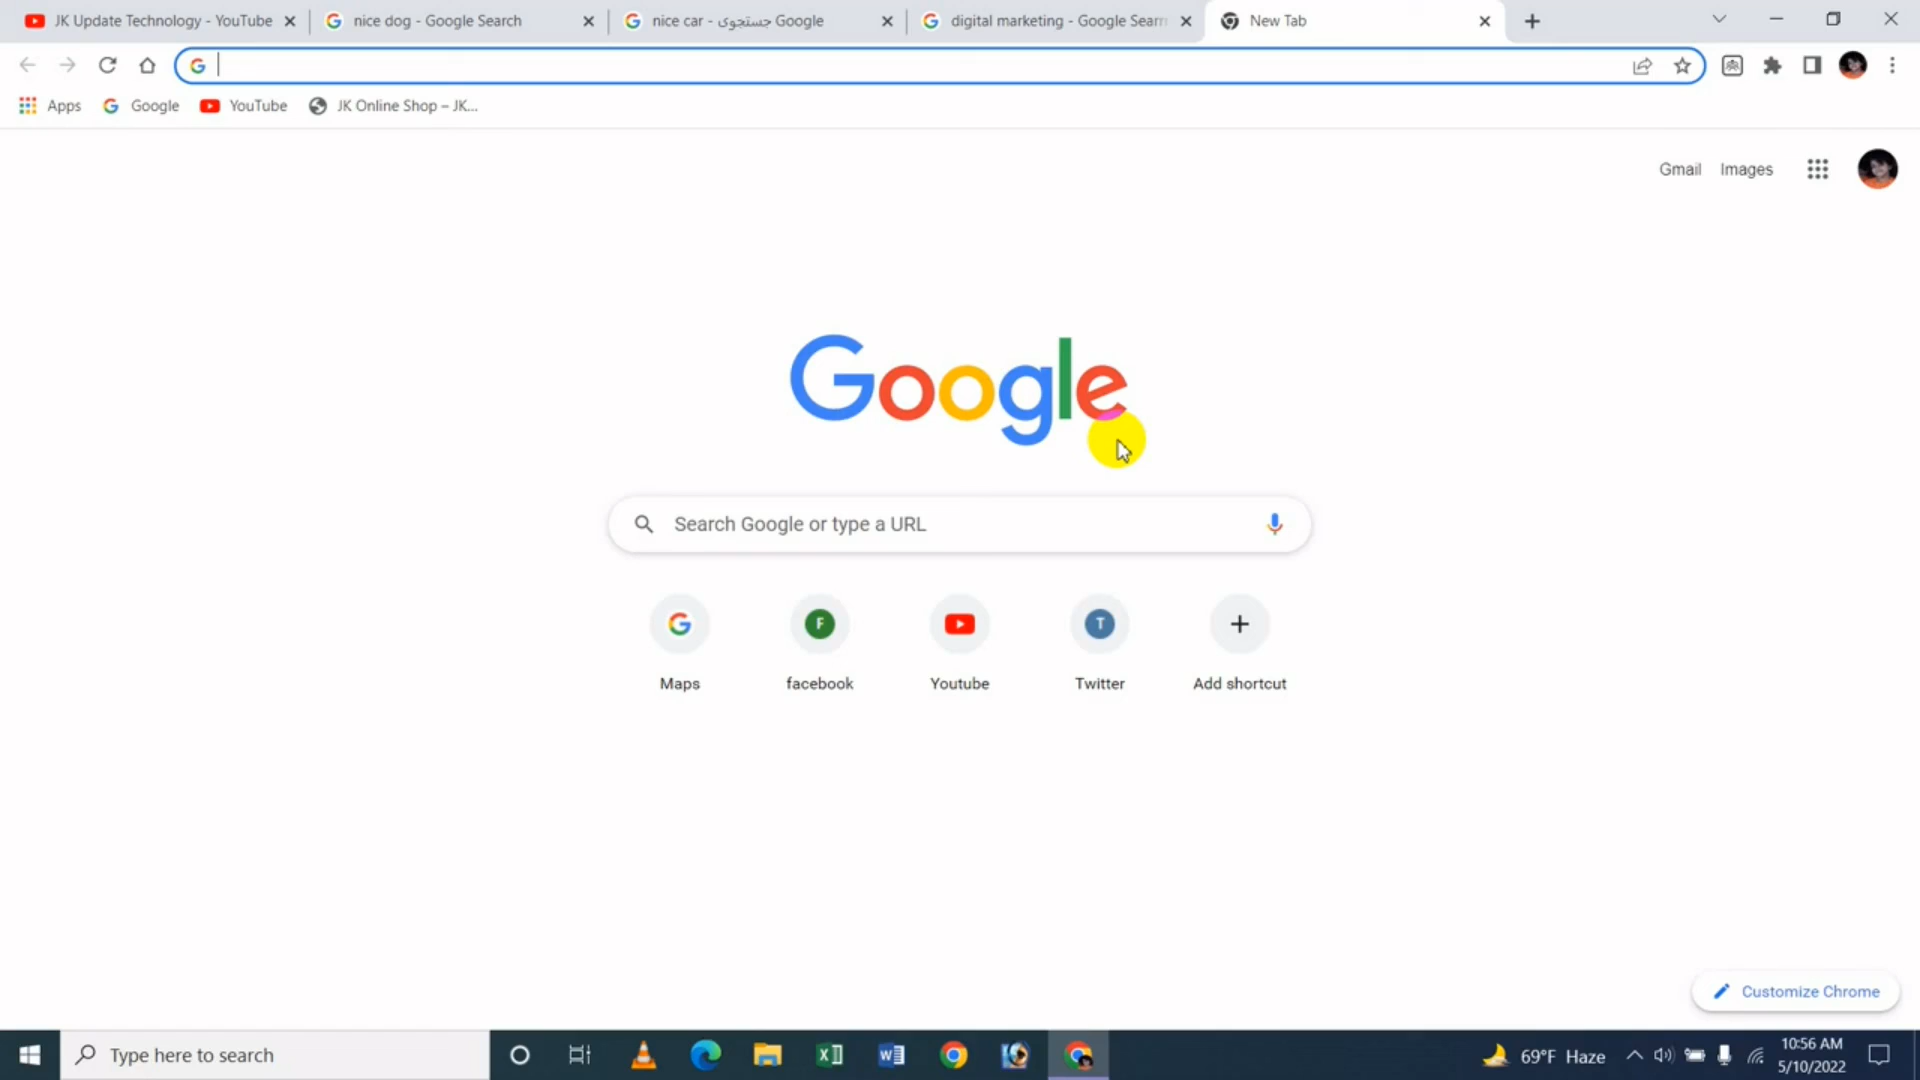 JK Update Technology - YouTube
nice dog - Google Search
nice car - جستجوی Google
digital marketing - Google Sear
New Tab
Apps
Google
YouTube
JK Online Shop – JK...
Gmail
Images
Google
Search Google or type a URL
F
T
Maps
facebook
Youtube
Twitter
Add shortcut
Customize Chrome
Type here to search
69°F Haze
10:56 AM
5/10/2022